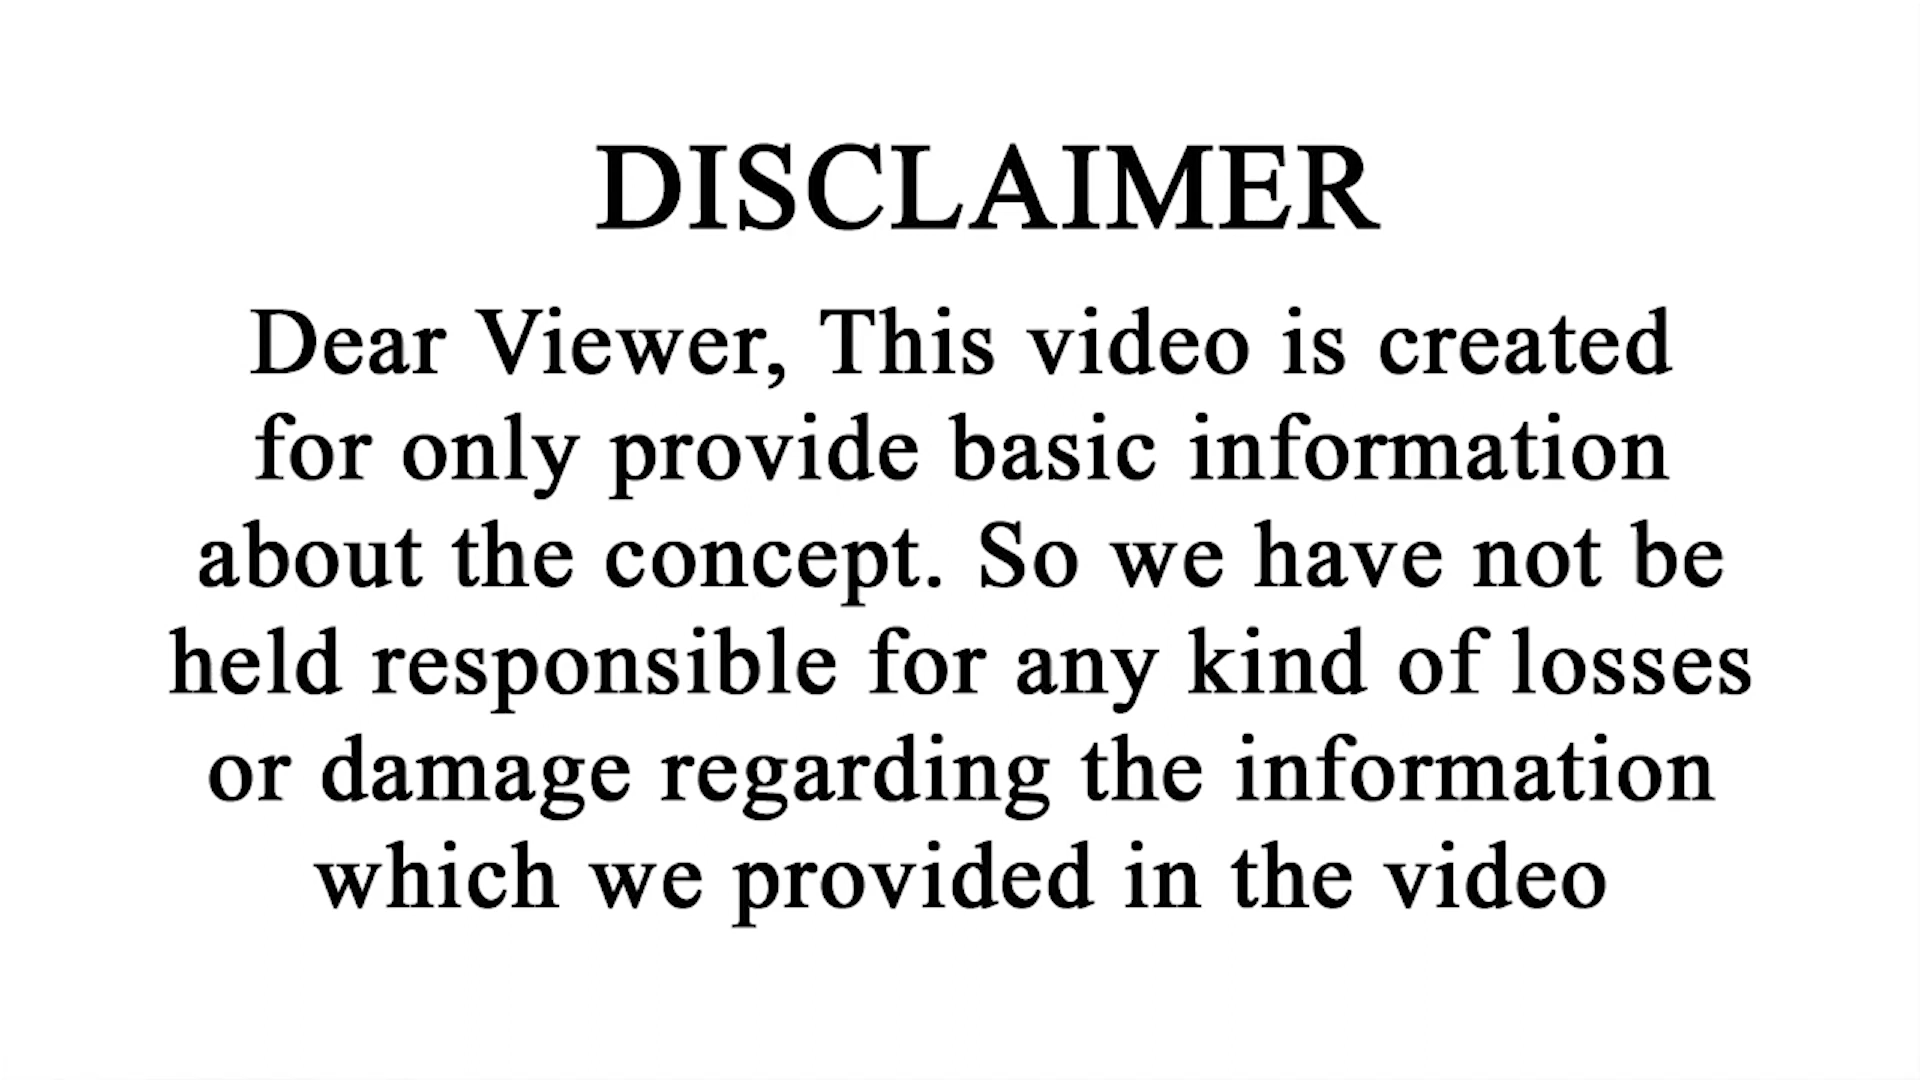 DISCLAIMER
Dear Viewer, This video is created
for only provide basic information
about the concept. So we have not be
held responsible for any kind of losses
or damage regarding the information
which we provided in the video